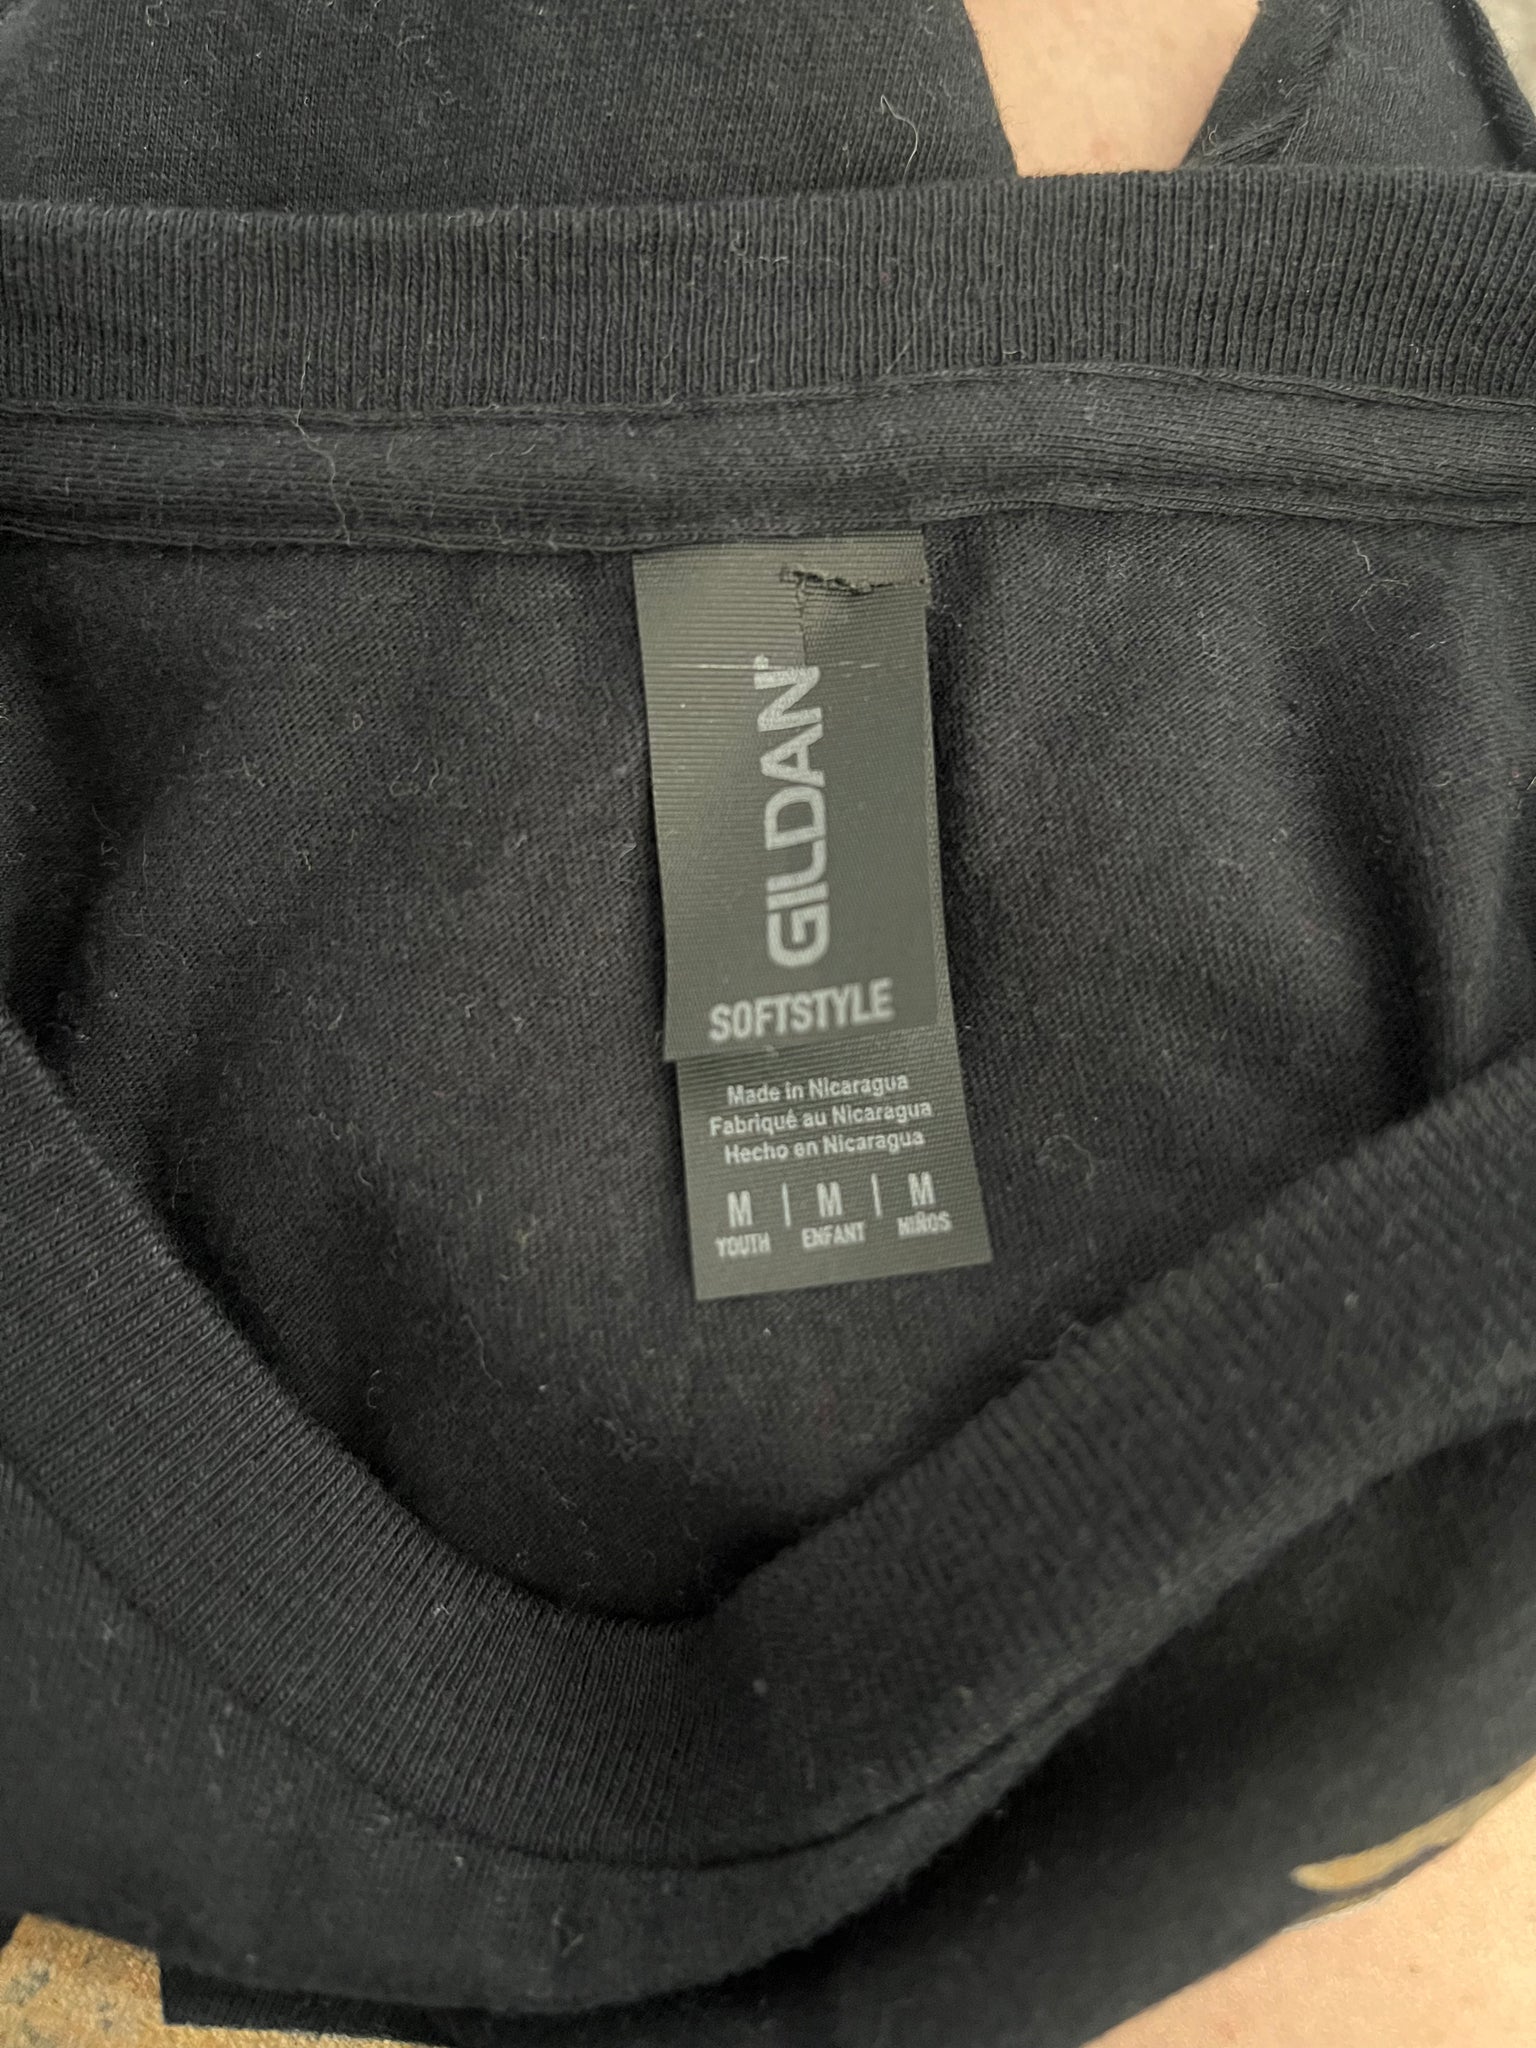 GILDAN®
SOFTSTYLE
Made in Nicaragua
Fabriqué au Nicaragua
Hecho en Nicaragua
M | M | M
YOUTH ENFANT NIÑOS